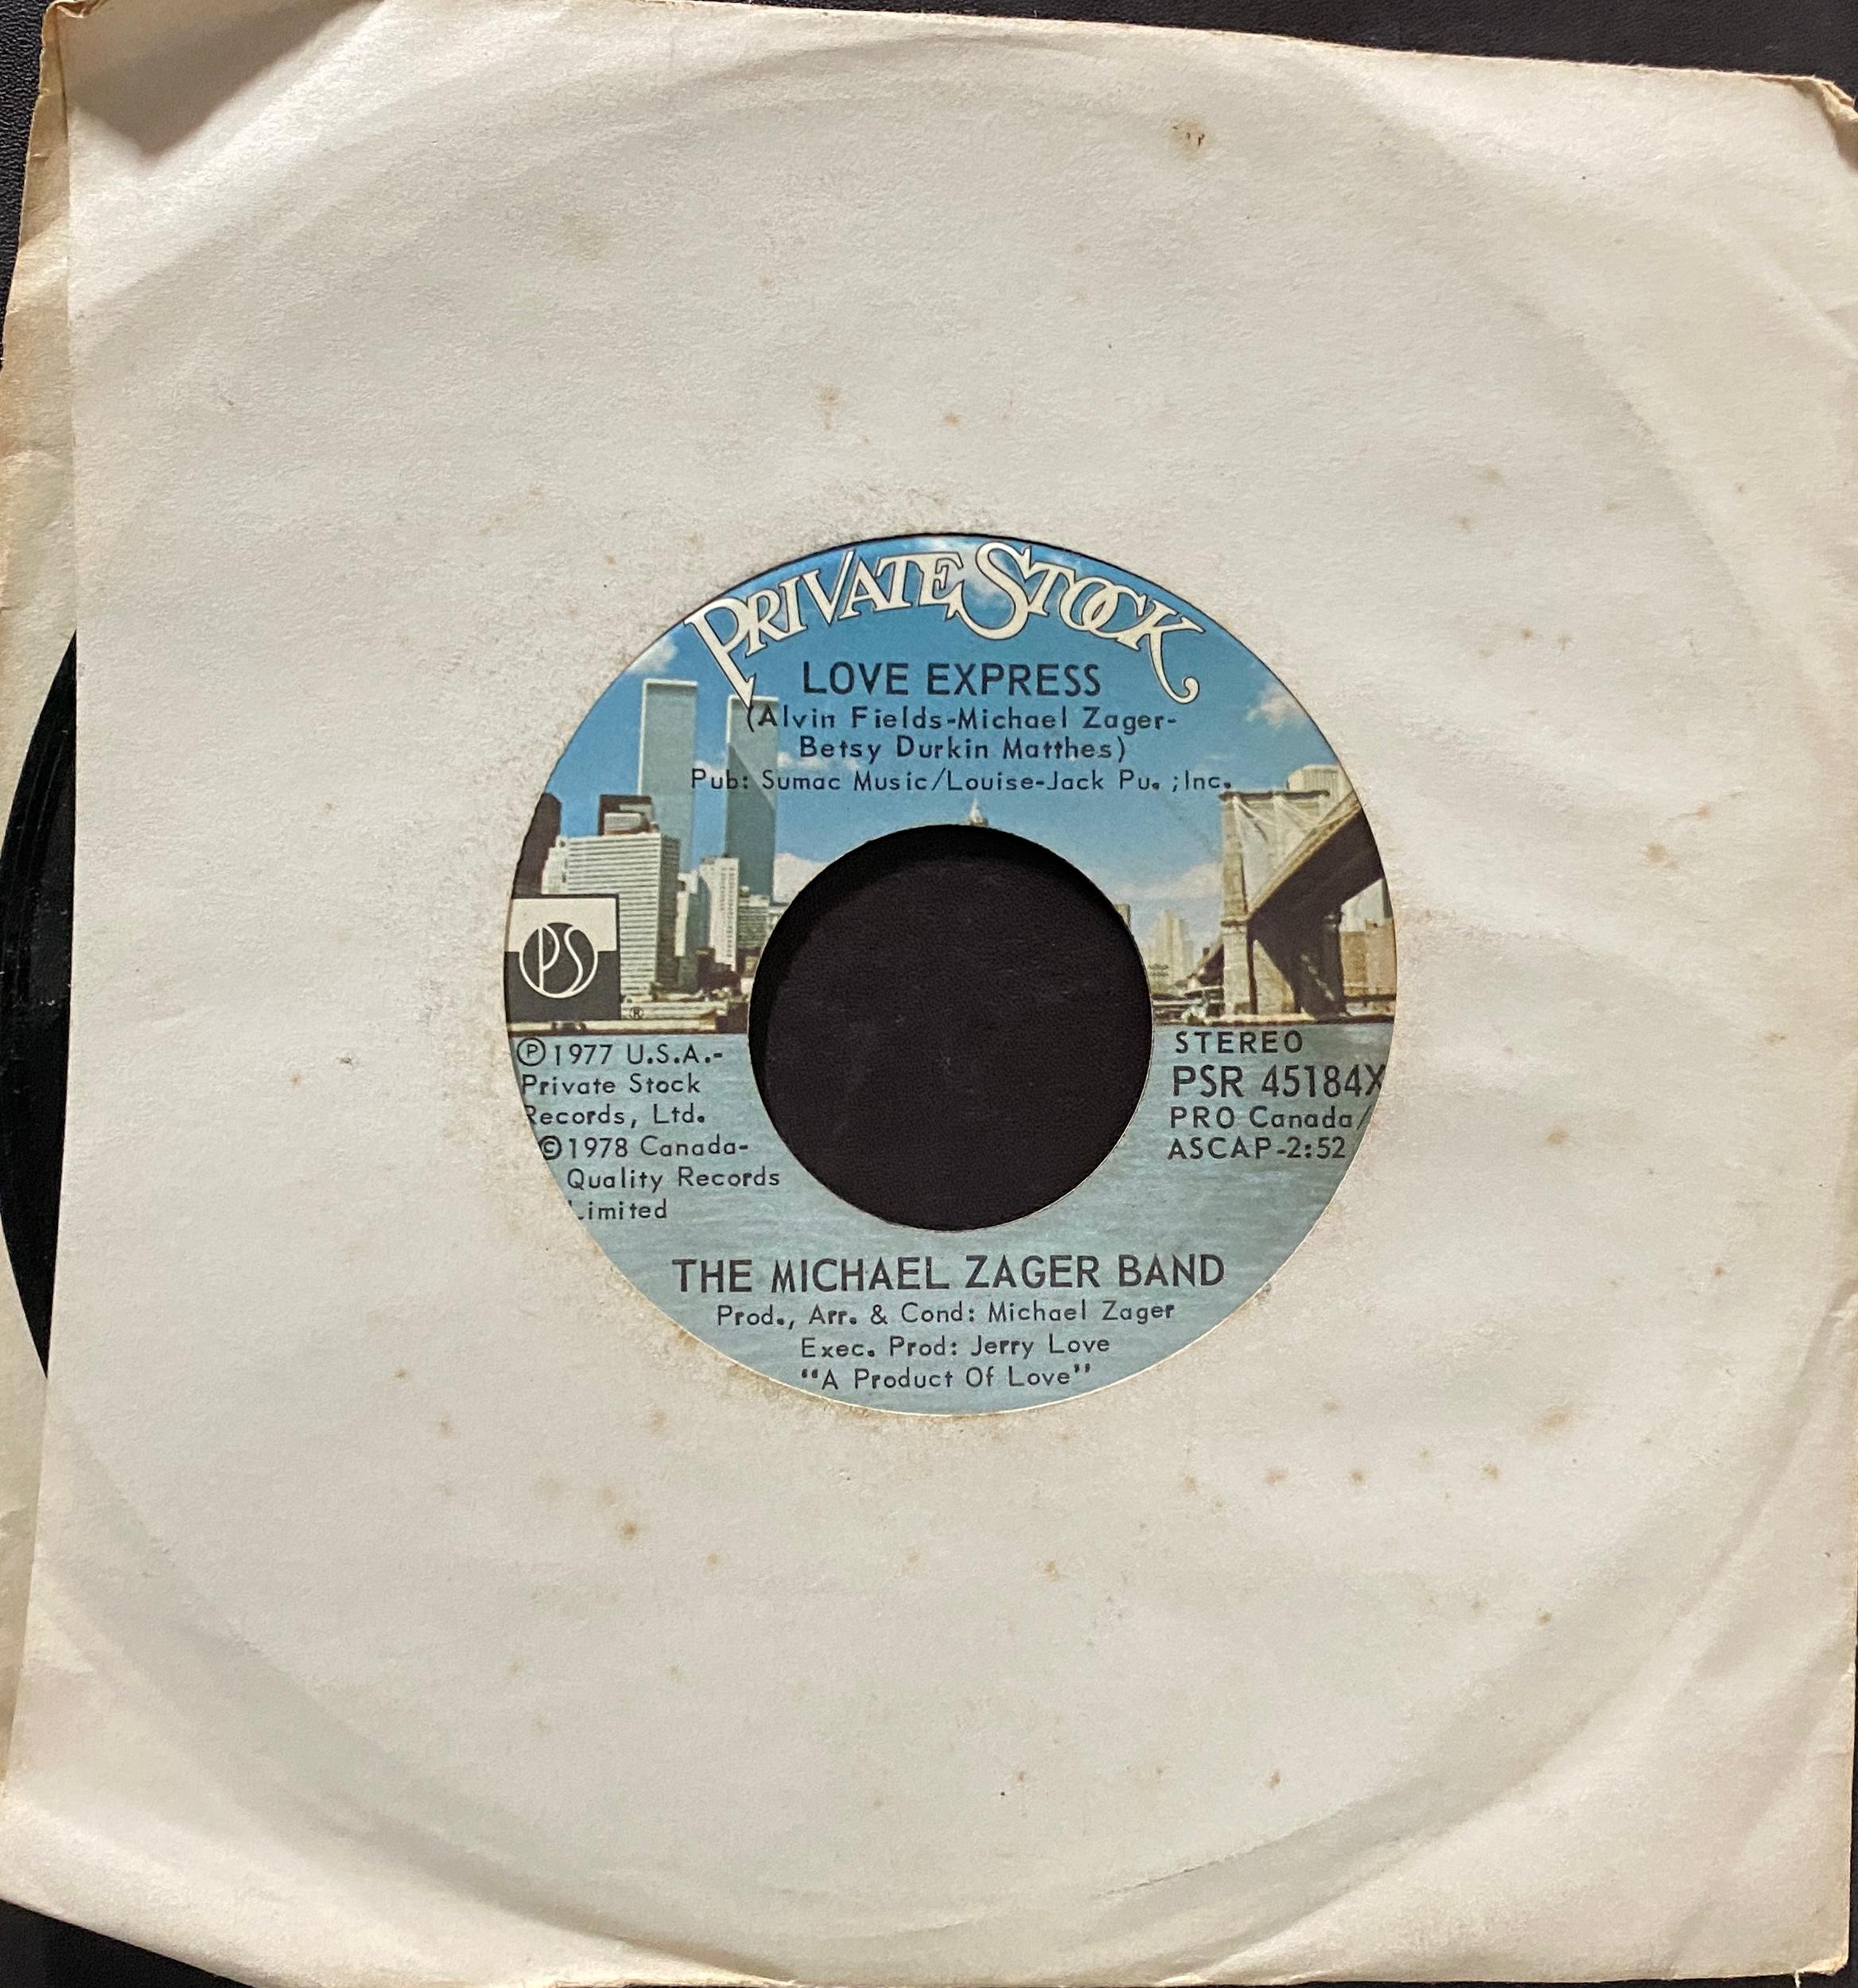 PRIVATE STOCK
LOVE EXPRESS
(Alvin Fields-Michael Zager-
Betsy Durkin Matthes)
Pub: Sumac Music/Louise-Jack Pu. ;Inc.
PS
®
℗1977 U.S.A.-
Private Stock
Records, Ltd.
©1978 Canada-
Quality Records
Limited
STEREO
PSR 45184X
PRO Canada/
ASCAP-2:52
THE MICHAEL ZAGER BAND
Prod., Arr. & Cond: Michael Zager
Exec. Prod: Jerry Love
"A Product Of Love"